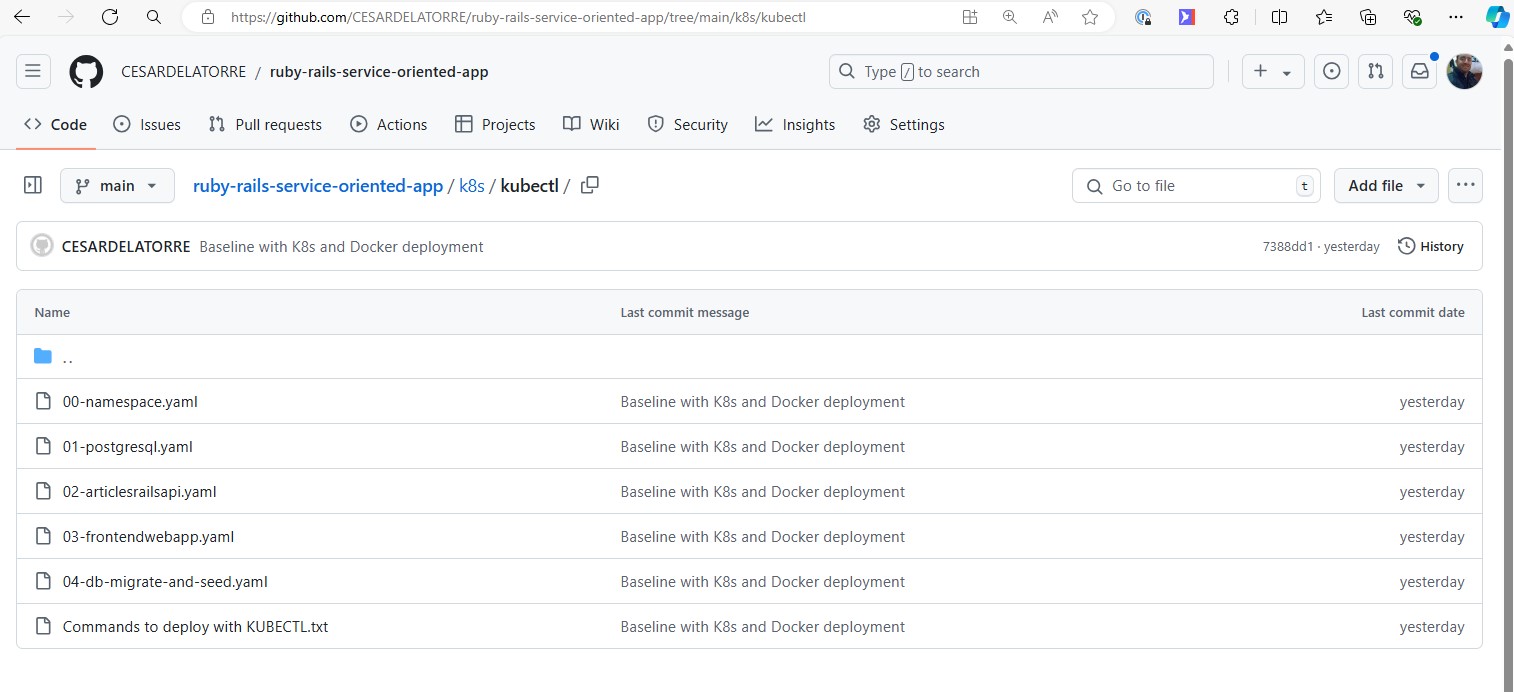 https://github.com/CESARDELATORRE/ruby-rails-service-oriented-app/tree/main/k8s/kubectl
CESARDELATORRE / ruby-rails-service-oriented-app Type / to search
Code Issues Pull requests Actions Projects Wiki Security Insights Settings
main ruby-rails-service-oriented-app / k8s / kubectl / Go to file t Add file
CESARDELATORRE Baseline with K8s and Docker deployment 7388dd1 · yesterday History
Name Last commit message Last commit date
..
00-namespace.yaml Baseline with K8s and Docker deployment yesterday
01-postgresql.yaml Baseline with K8s and Docker deployment yesterday
02-articlesrailsapi.yaml Baseline with K8s and Docker deployment yesterday
03-frontendwebapp.yaml Baseline with K8s and Docker deployment yesterday
04-db-migrate-and-seed.yaml Baseline with K8s and Docker deployment yesterday
Commands to deploy with KUBECTL.txt Baseline with K8s and Docker deployment yesterday